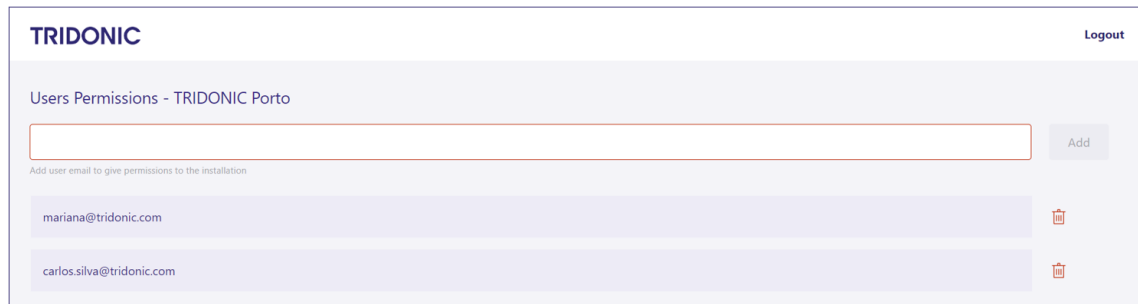 TRIDONIC
Logout
Users Permissions - TRIDONIC Porto
Add
Add user email to give permissions to the installation
mariana@tridonic.com
carlos.silva@tridonic.com